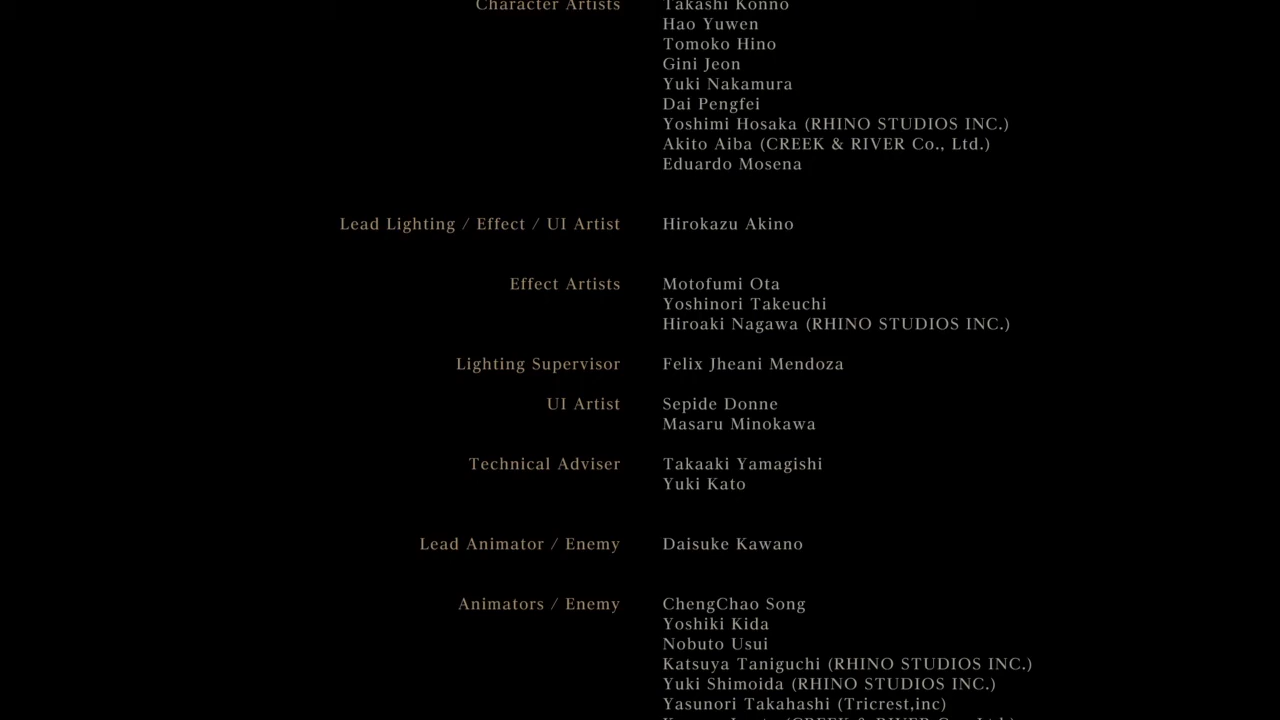 Character Artists Takashi Konno
Hao Yuwen
Tomoko Hino
Gini Jeon
Yuki Nakamura
Dai Pengfei
Yoshimi Hosaka (RHINO STUDIOS INC.)
Akito Aiba (CREEK & RIVER Co., Ltd.)
Eduardo Mosena
Lead Lighting / Effect / UI Artist Hirokazu Akino
Effect Artists Motofumi Ota
Yoshinori Takeuchi
Hiroaki Nagawa (RHINO STUDIOS INC.)
Lighting Supervisor Felix Jheani Mendoza
UI Artist Sepide Donne
Masaru Minokawa
Technical Adviser Takaaki Yamagishi
Yuki Kato
Lead Animator / Enemy Daisuke Kawano
Animators / Enemy ChengChao Song
Yoshiki Kida
Nobuto Usui
Katsuya Taniguchi (RHINO STUDIOS INC.)
Yuki Shimoida (RHINO STUDIOS INC.)
Yasunori Takahashi (Tricrest,inc)